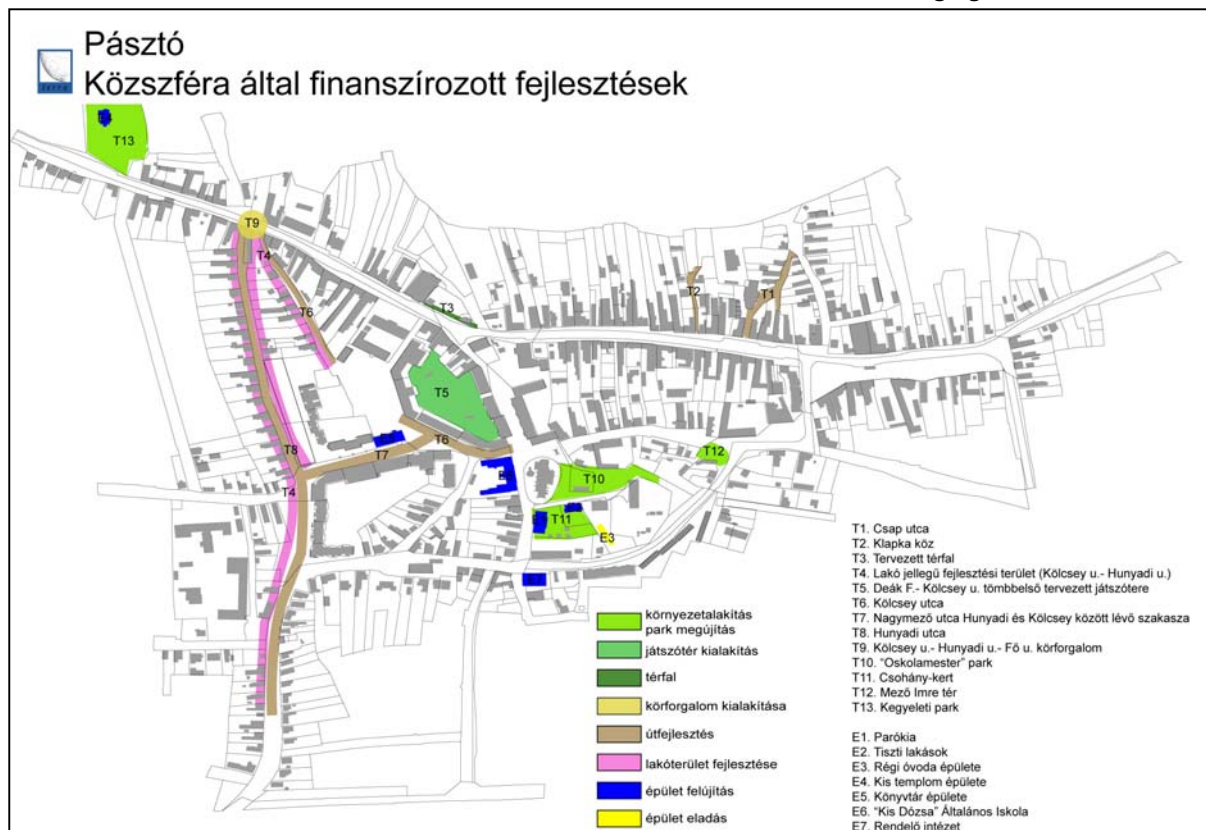 Pásztó
Közszféra által finanszírozott fejlesztések
T13
T9
T4
T6
T3
T2
T1
T5
T6
T7
T8
T4
T12
T10
T11
E3
környezetalakítás
park megújítás
játszótér kialakítás
térfal
körforgalom kialakítása
útfejlesztés
lakóterület fejlesztése
épület felújítás
épület eladás
T1. Csap utca
T2. Klapka köz
T3. Tervezett térfal
T4. Lakó jellegű fejlesztési terület (Kölcsey u.- Hunyadi u.)
T5. Deák F.- Kölcsey u. tömbbelső tervezett játszótere
T6. Kölcsey utca
T7. Nagymező utca Hunyadi és Kölcsey között lévő szakasza
T8. Hunyadi utca
T9. Kölcsey u.- Hunyadi u.- Fő u. körforgalom
T10. "Oskolamester" park
T11. Csohány-kert
T12. Mező Imre tér
T13. Kegyeleti park
E1. Parókia
E2. Tiszti lakások
E3. Régi óvoda épülete
E4. Kis templom épülete
E5. Könyvtár épülete
E6. "Kis Dózsa" Általános Iskola
E7. Rendelő intézet